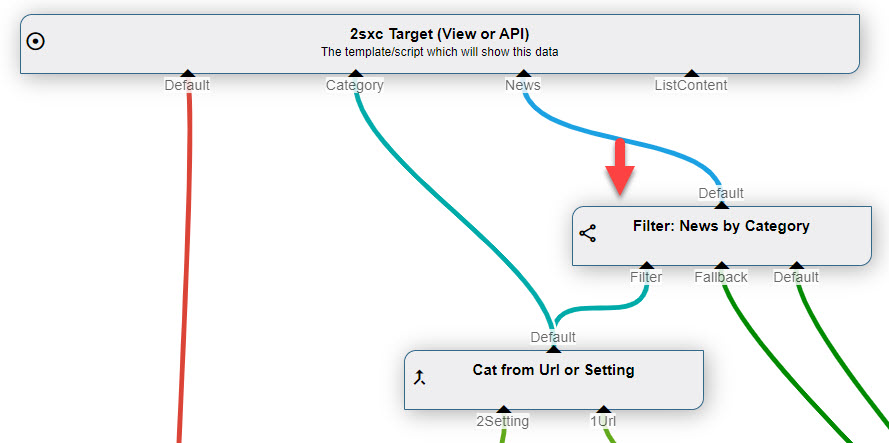 2sxc Target (View or API)
The template/script which will show this data
Default
Category
News
ListContent
Default
Filter: News by Category
Filter
Fallback
Default
Default
Cat from Url or Setting
2Setting
1Url